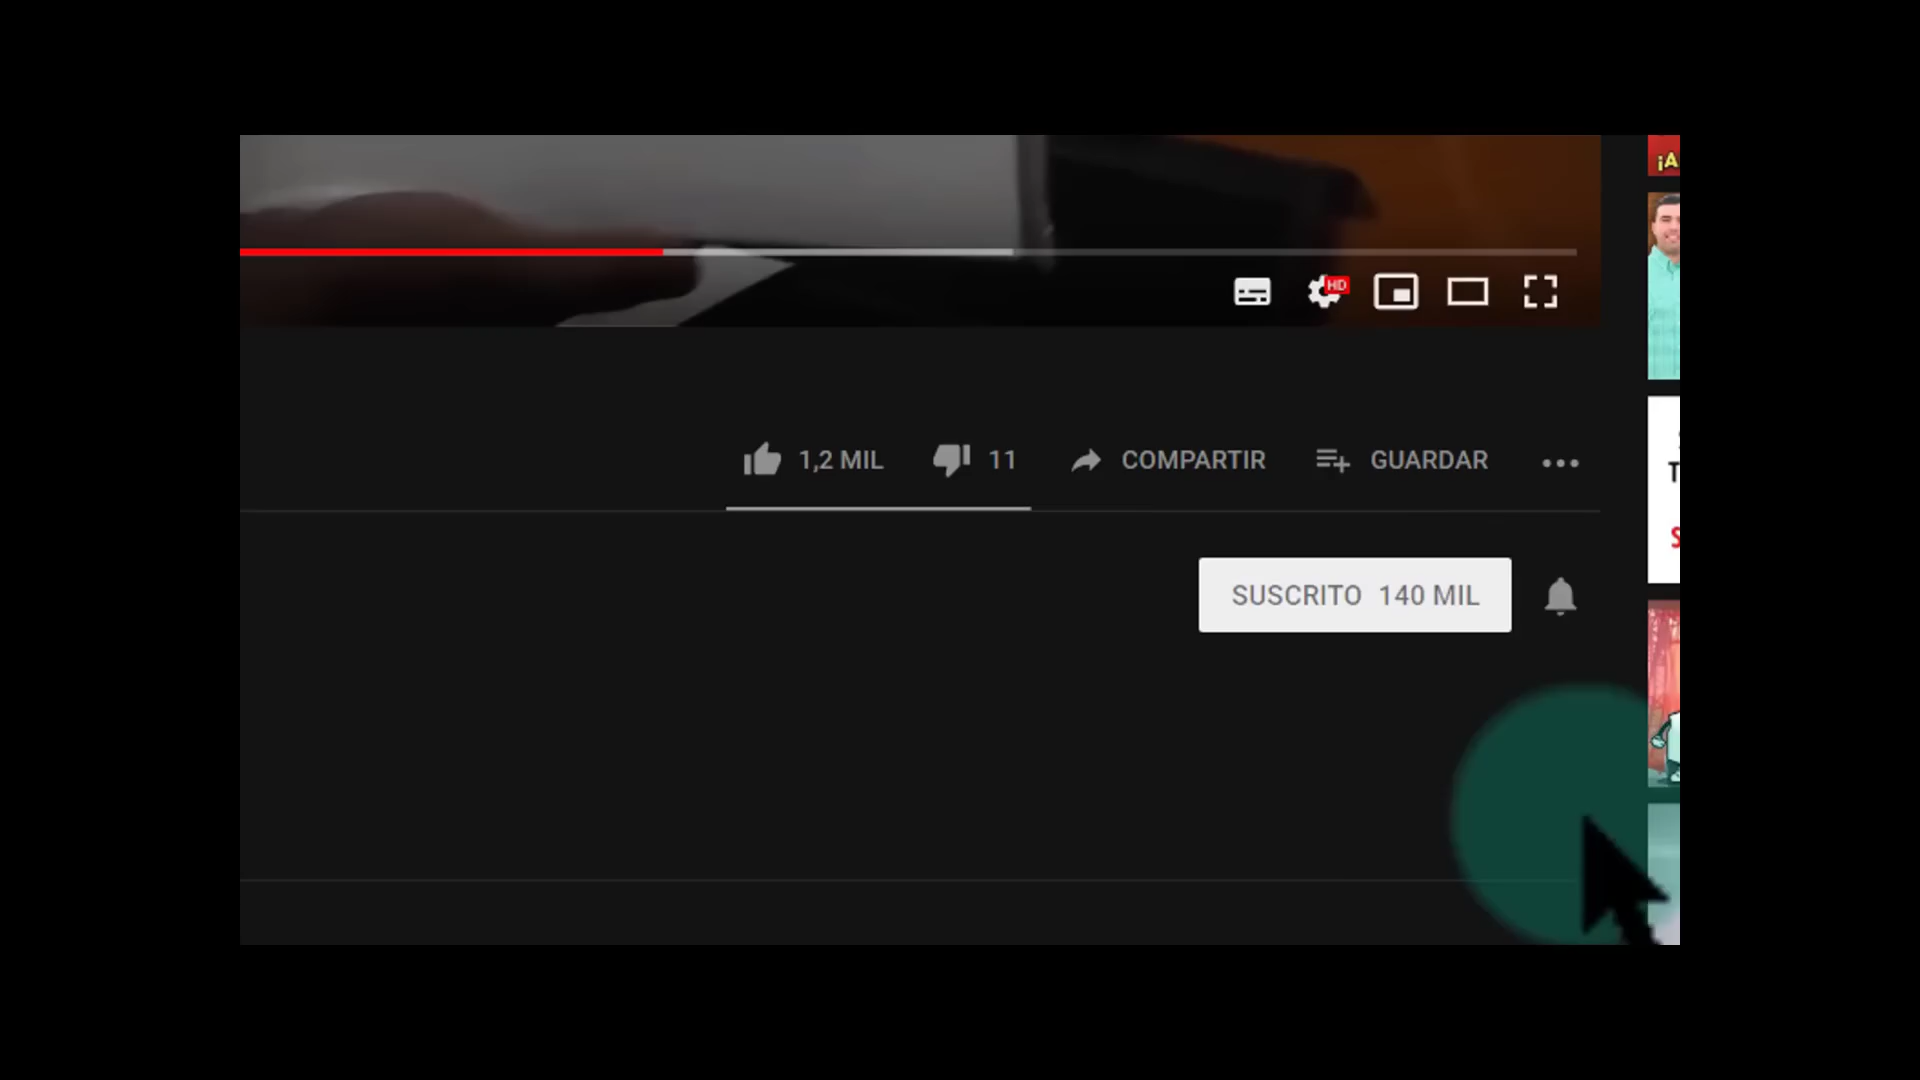 ¡A
HD
1,2 MIL 11 COMPARTIR GUARDAR
T
S
SUSCRITO 140 MIL